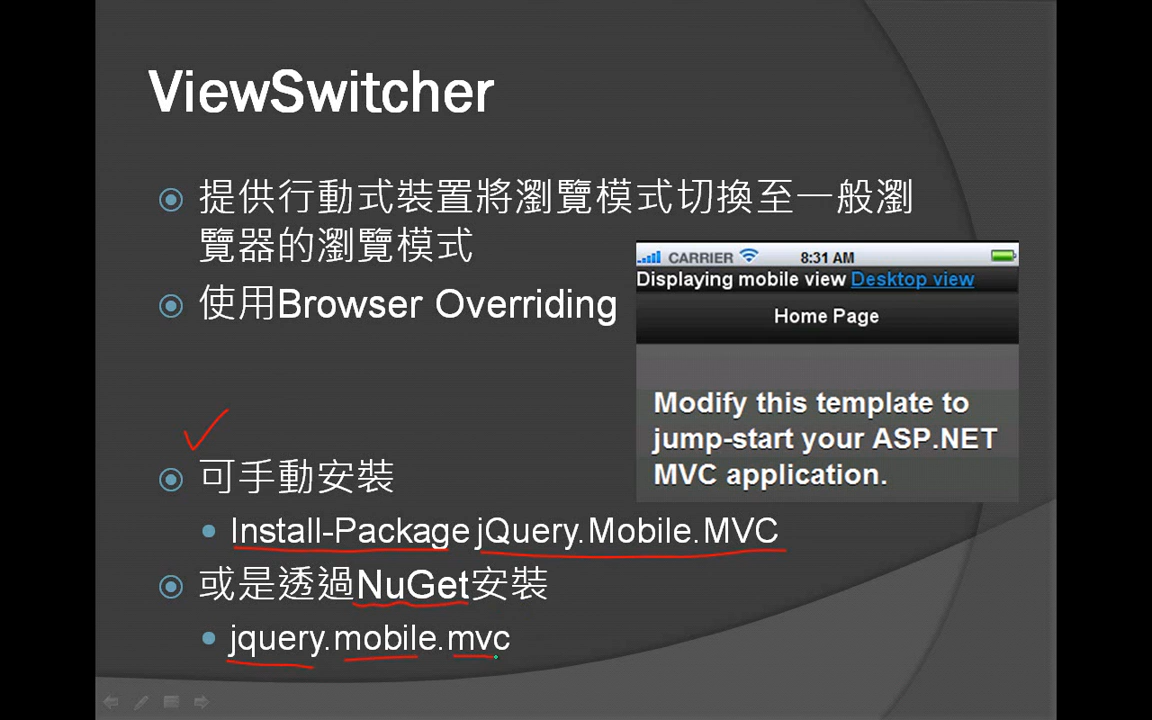 ViewSwitcher
提供行動式裝置將瀏覽模式切換至一般瀏
覽器的瀏覽模式
使用Browser Overriding
CARRIER 8:31 AM
Displaying mobile view Desktop view
Home Page
Modify this template to
jump-start your ASP.NET
MVC application.
可手動安裝
Install-Package jQuery.Mobile.MVC
或是透過NuGet安裝
jquery.mobile.mvc